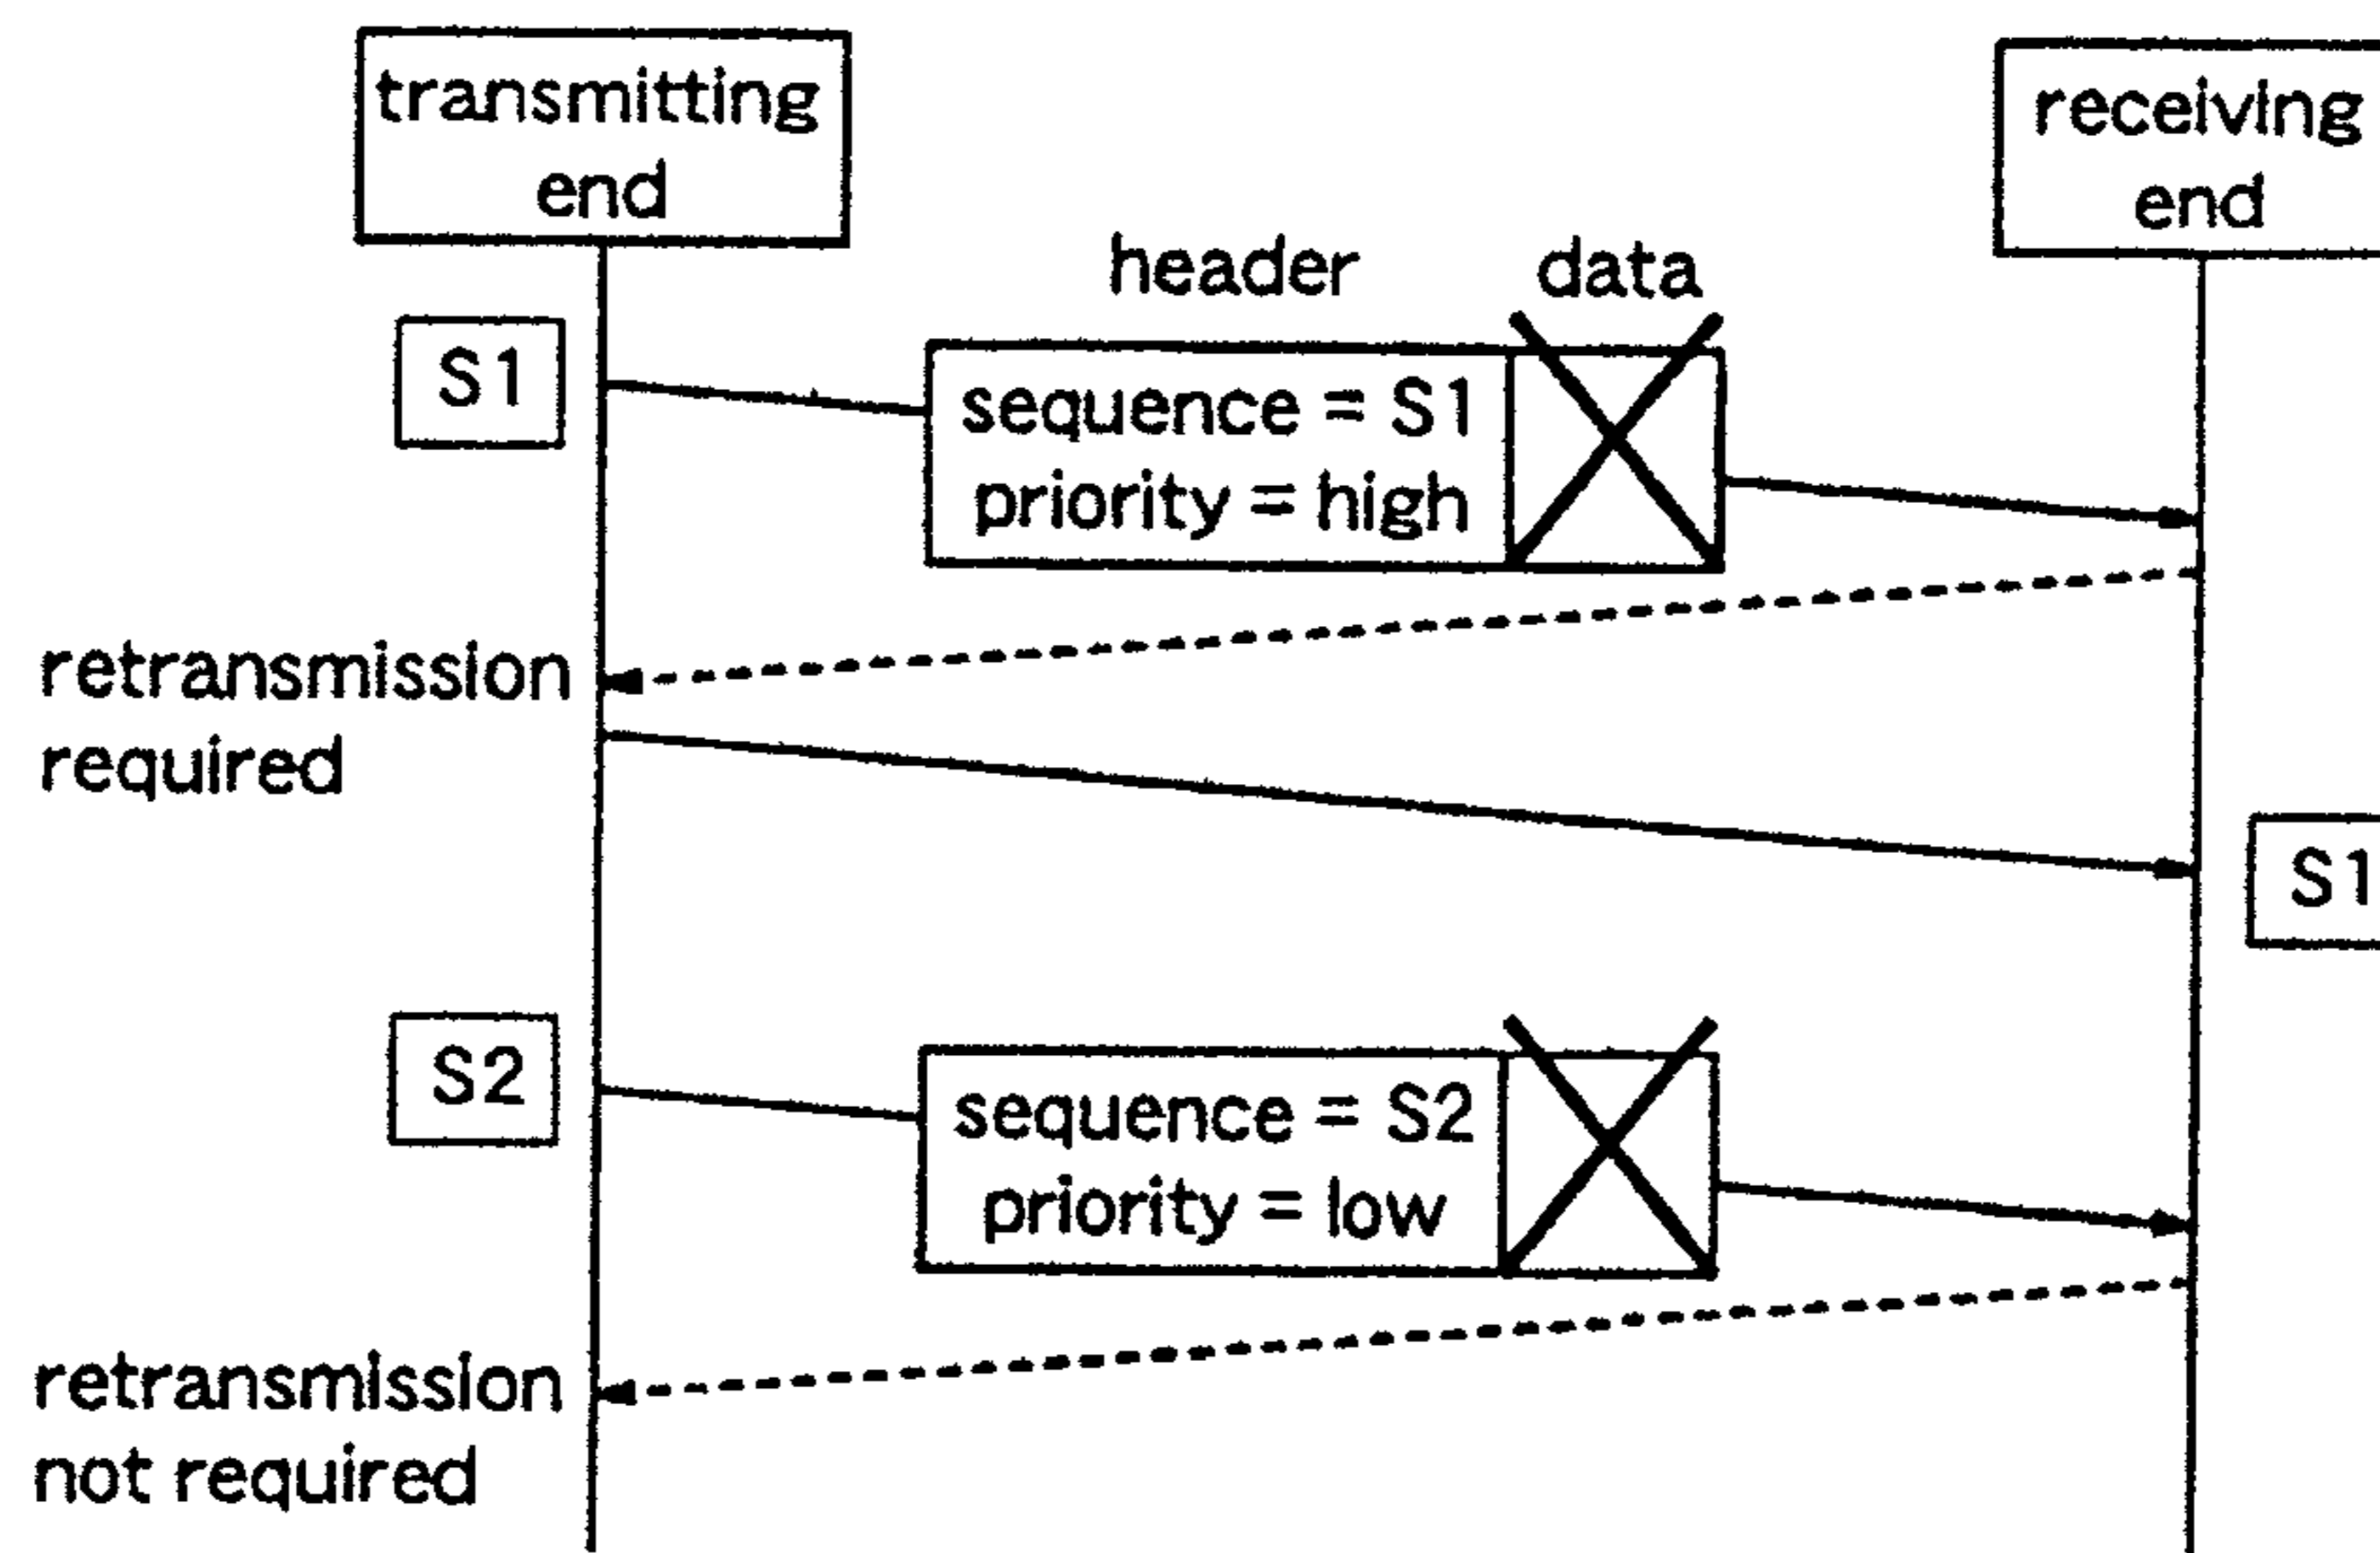 transmitting
end
receiving
end
header
data
S1
sequence = S1
priority = high
retransmission
required
S1
S2
sequence = S2
priority = low
retransmission
not required